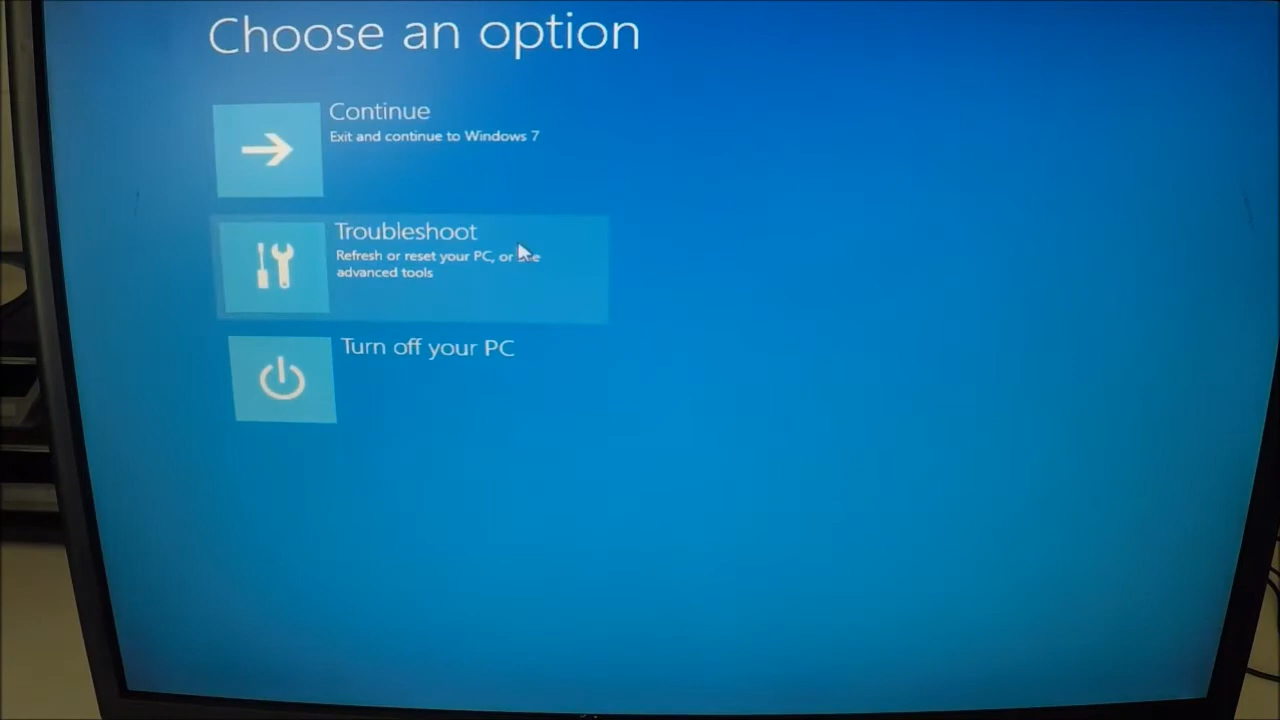 Choose an option
Continue
Exit and continue to Windows 7
Troubleshoot
Refresh or reset your PC, or
advanced tools
Turn off your PC